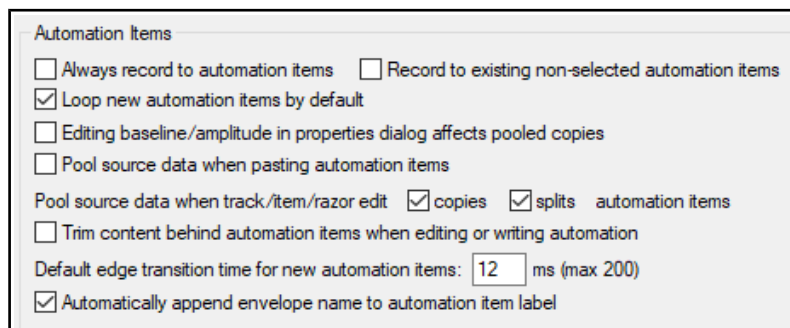 Automation Items
Always record to automation items Record to existing non-selected automation items
Loop new automation items by default
Editing baseline/amplitude in properties dialog affects pooled copies
Pool source data when pasting automation items
Pool source data when track/item/razor edit copies splits automation items
Trim content behind automation items when editing or writing automation
Default edge transition time for new automation items: 12 ms (max 200)
Automatically append envelope name to automation item label